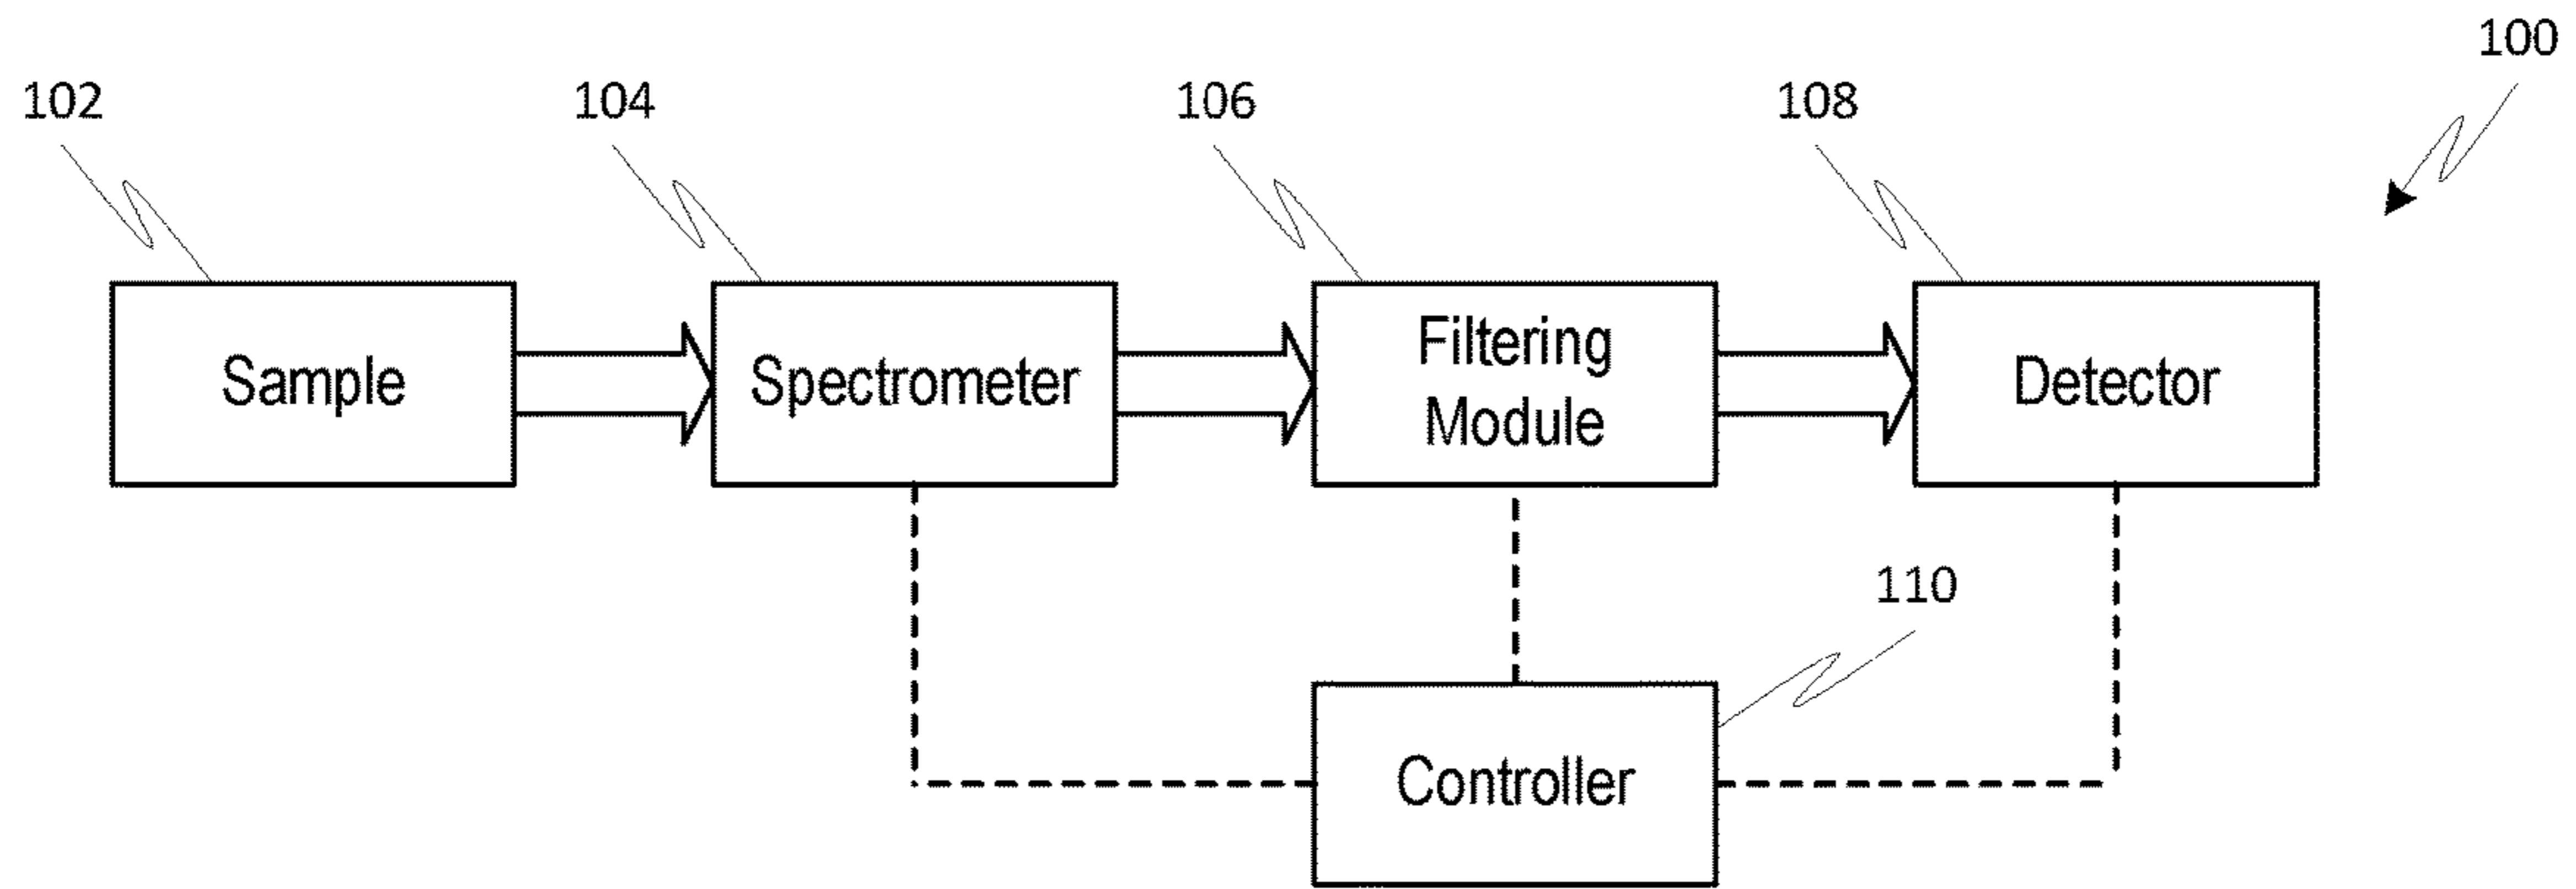 100
102
104
106
108
Sample
Spectrometer
Filtering
Module
Detector
110
Controller